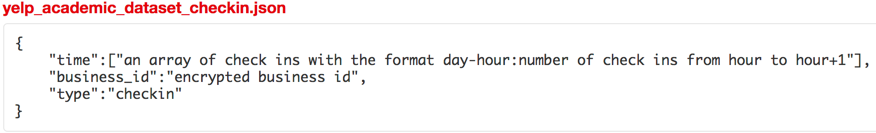 yelp_academic_dataset_checkin.json
{
    "time":["an array of check ins with the format day-hour:number of check ins from hour to hour+1"],
    "business_id":"encrypted business id",
    "type":"checkin"
}